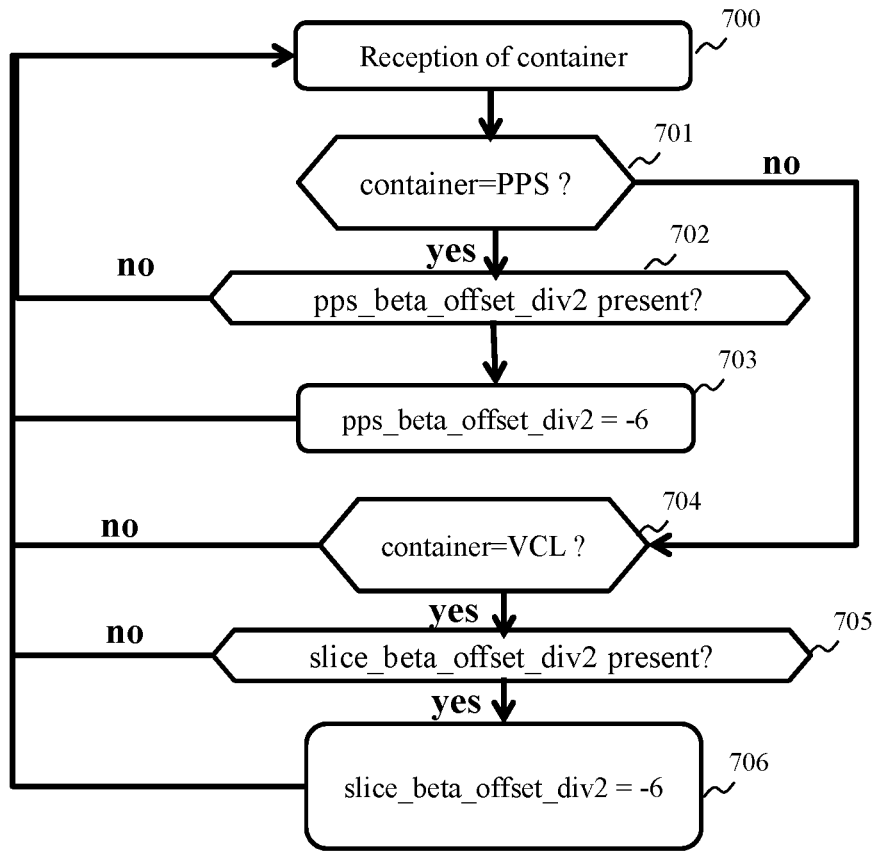 700
Reception of container
701
container=PPS ?
no
yes
702
no
pps_beta_offset_div2 present?
703
pps_beta_offset_div2 = -6
704
no
container=VCL ?
yes
705
no
slice_beta_offset_div2 present?
yes
706
slice_beta_offset_div2 = -6